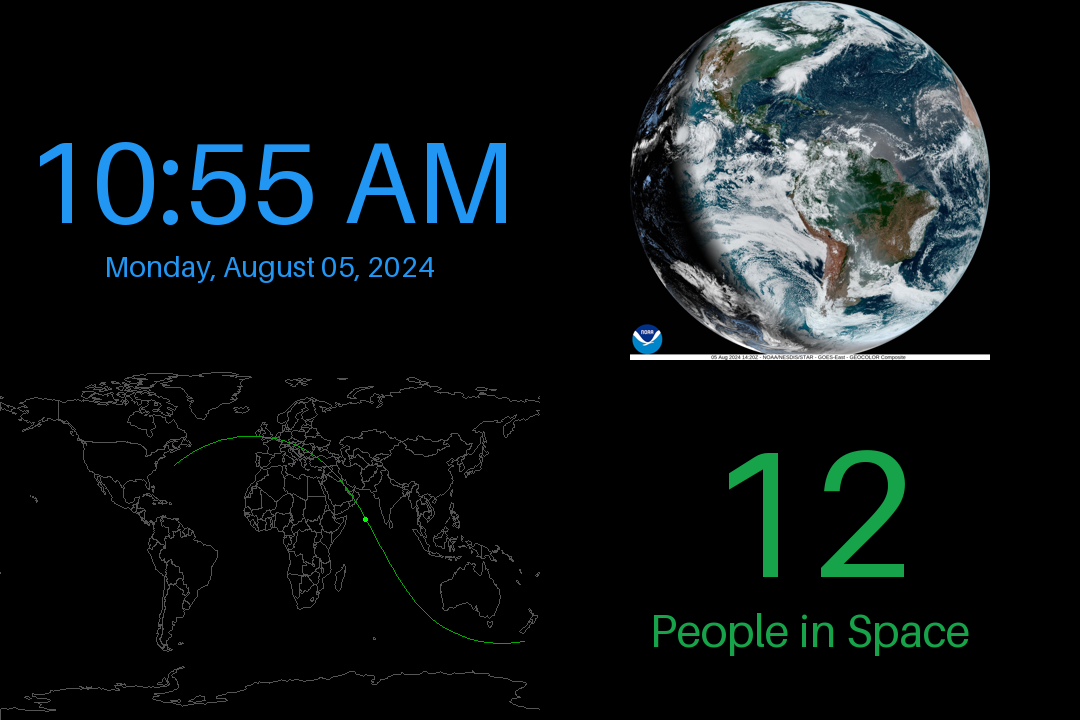 10:55 AM
Monday, August 05, 2024
NOAA
05 Aug 2024 14:20Z - NOAA/NESDIS/STAR - GOES-East - GEOCOLOR Composite
12
People in Space